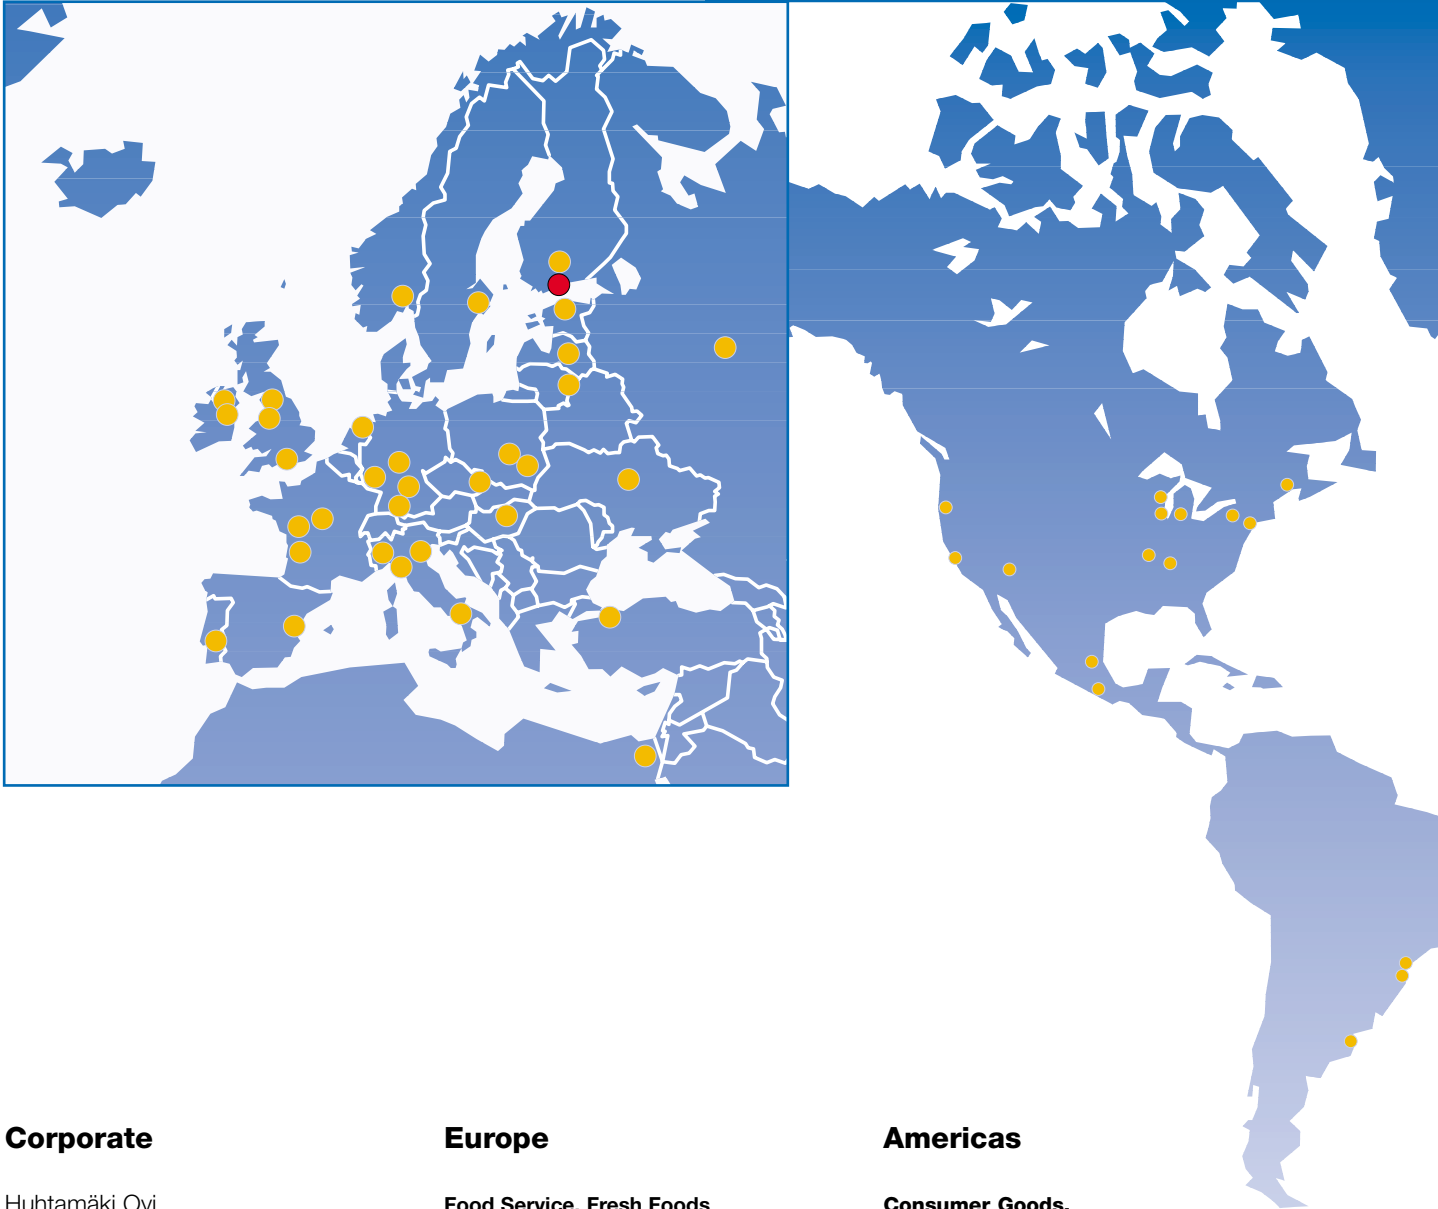 Corporate
Europe
Americas
Huhtamäki Oyj
Food Service, Fresh Foods
Consumer Goods,